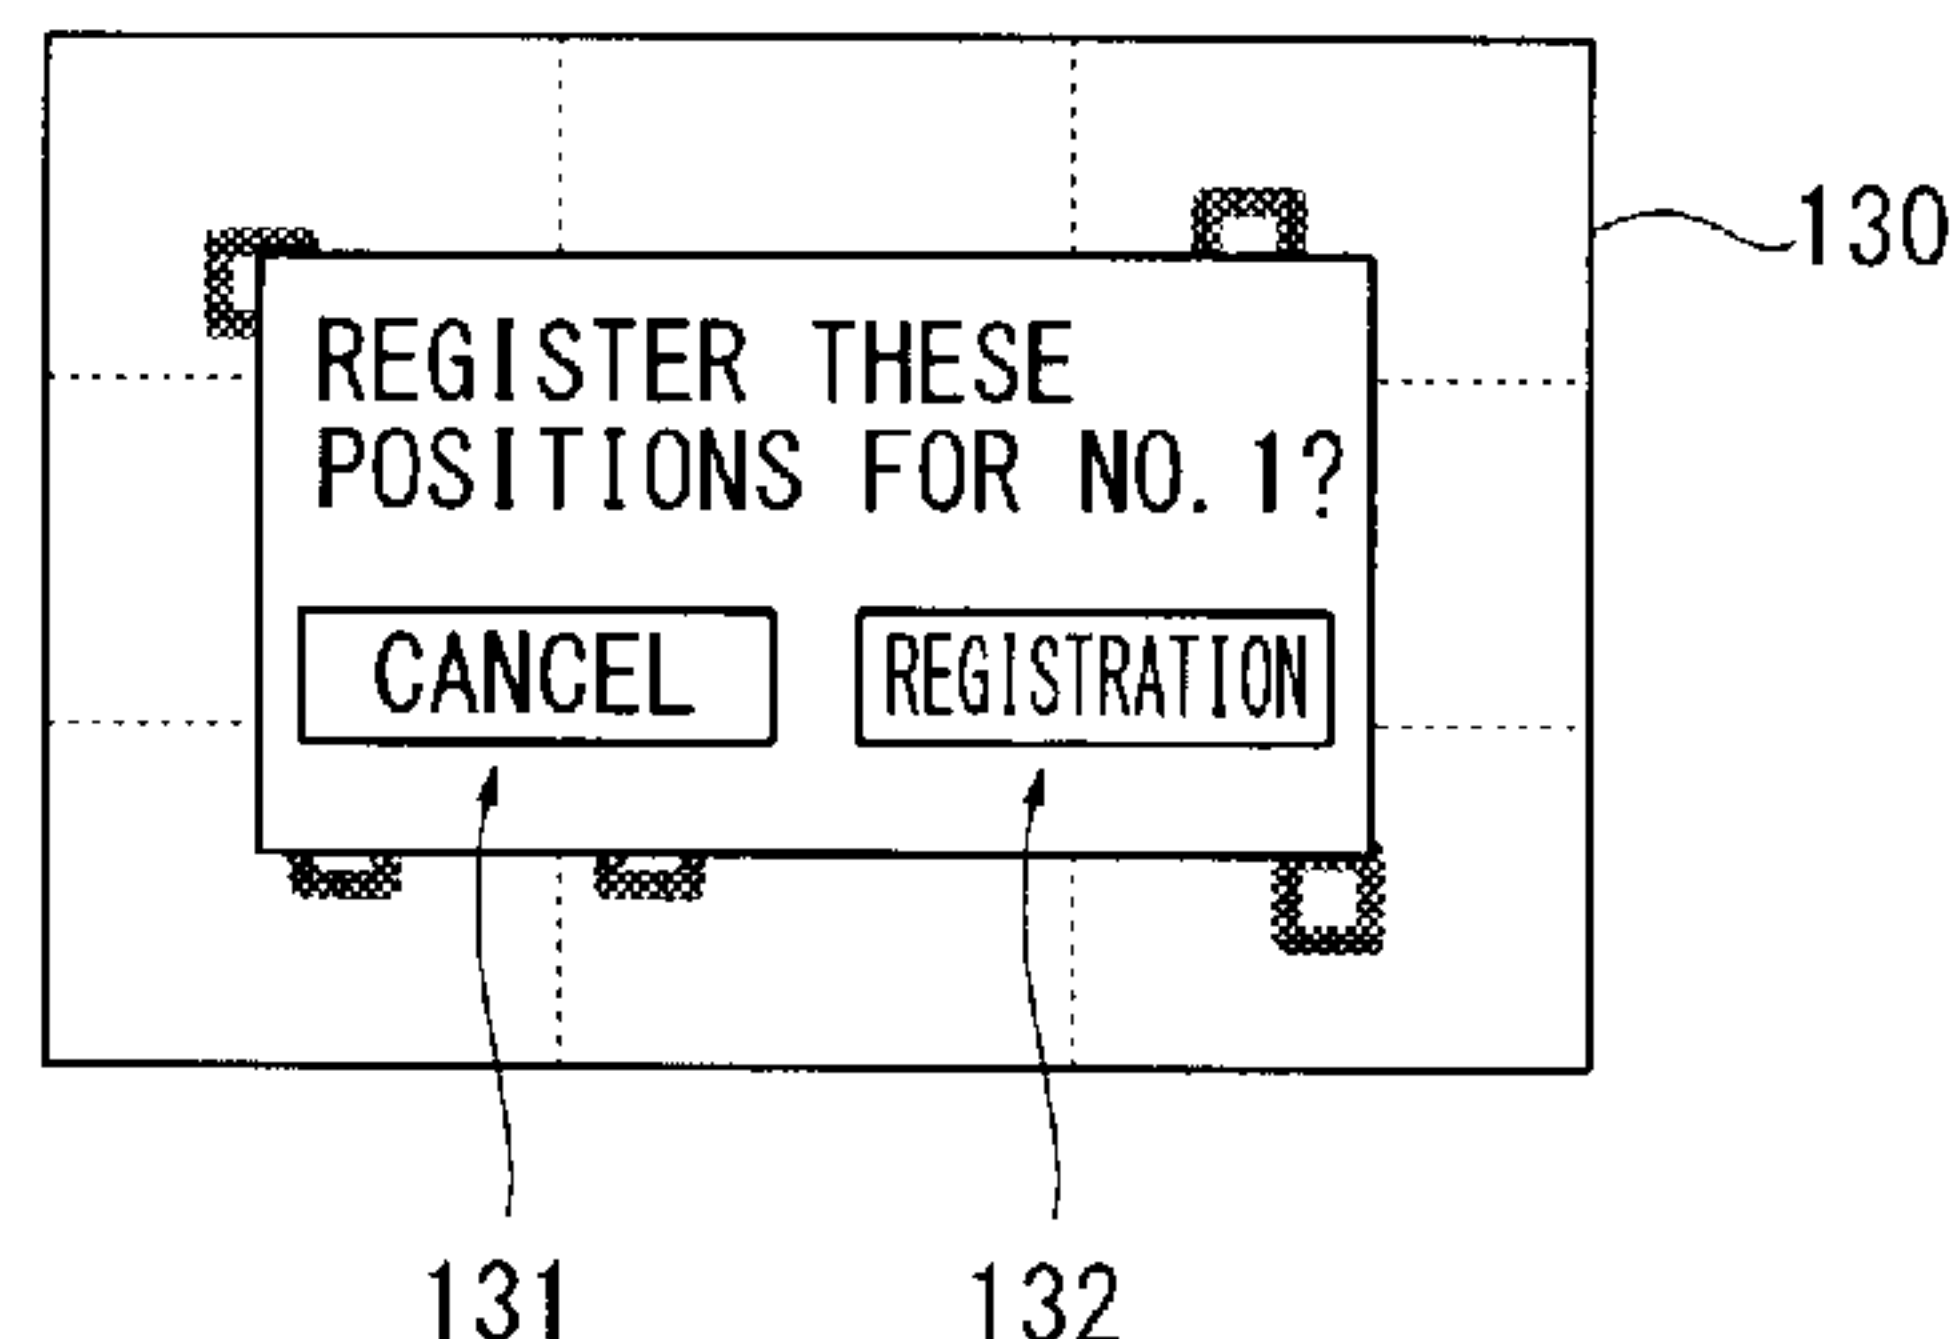 130
REGISTER THESE
POSITIONS FOR NO. 1?
CANCEL
REGISTRATION
131
132